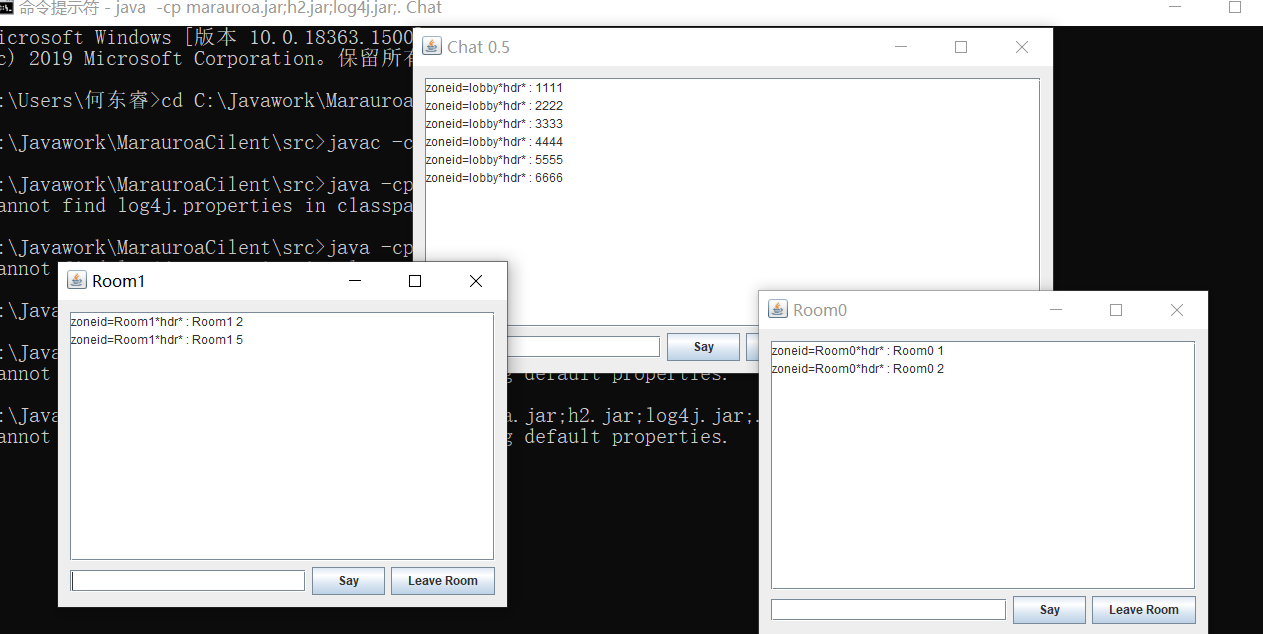 命令提示符 - java  -cp marauroa.jar;h2.jar;log4j.jar;. Chat
icrosoft Windows [版本 10.0.18363.1500
c) 2019 Microsoft Corporation。保留所有
:\Users\何东睿>cd C:\Javawork\Marauroa
:\Javawork\MarauroaCilent\src>javac -c
:\Javawork\MarauroaCilent\src>java -cp
annot find log4j.properties in classpa
:\Javawork\MarauroaCilent\src>java -cp
annot
:\Java
:\Java
annot g default properties.
:\Java a.jar;h2.jar;log4j.jar;.
annot g default properties.
Chat 0.5
zoneid=lobby*hdr* : 1111
zoneid=lobby*hdr* : 2222
zoneid=lobby*hdr* : 3333
zoneid=lobby*hdr* : 4444
zoneid=lobby*hdr* : 5555
zoneid=lobby*hdr* : 6666
Say
Room1
zoneid=Room1*hdr* : Room1 2
zoneid=Room1*hdr* : Room1 5
Say
Leave Room
Room0
zoneid=Room0*hdr* : Room0 1
zoneid=Room0*hdr* : Room0 2
Say
Leave Room